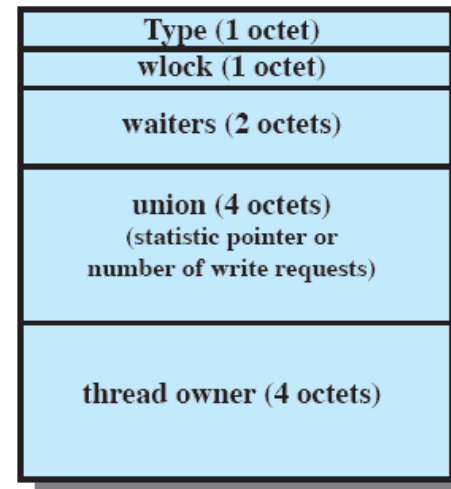 Type (1 octet)
wlock (1 octet)
waiters (2 octets)
union (4 octets)
(statistic pointer or
number of write requests)
thread owner (4 octets)